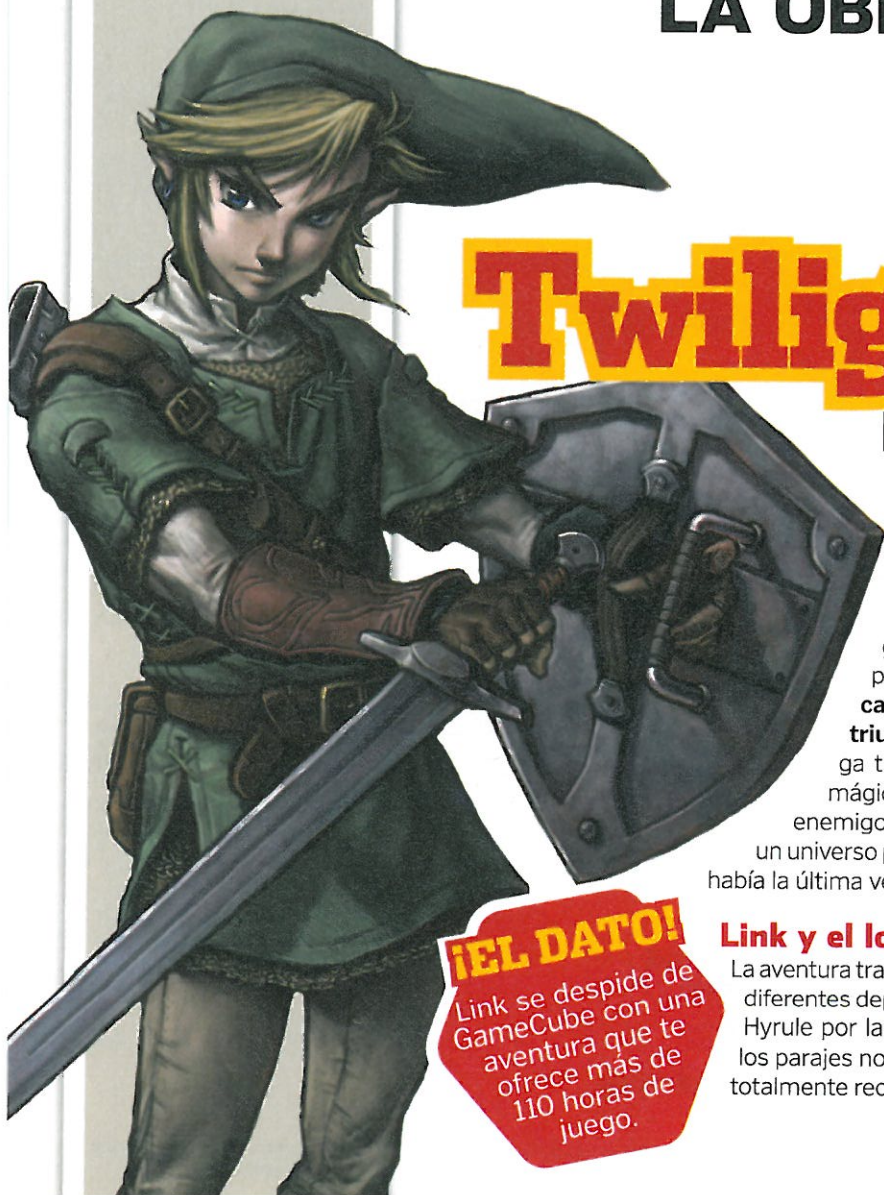 LA OB
Twilig
p
ca
triu
ga t
mágic
enemigo
un universo
había la última ve
¡EL DATO!
Link se despide de
GameCube con una
aventura que te
ofrece más de
110 horas de
juego.
Link y el lo
La aventura tra
diferentes dep
Hyrule por la
los parajes no
totalmente rec